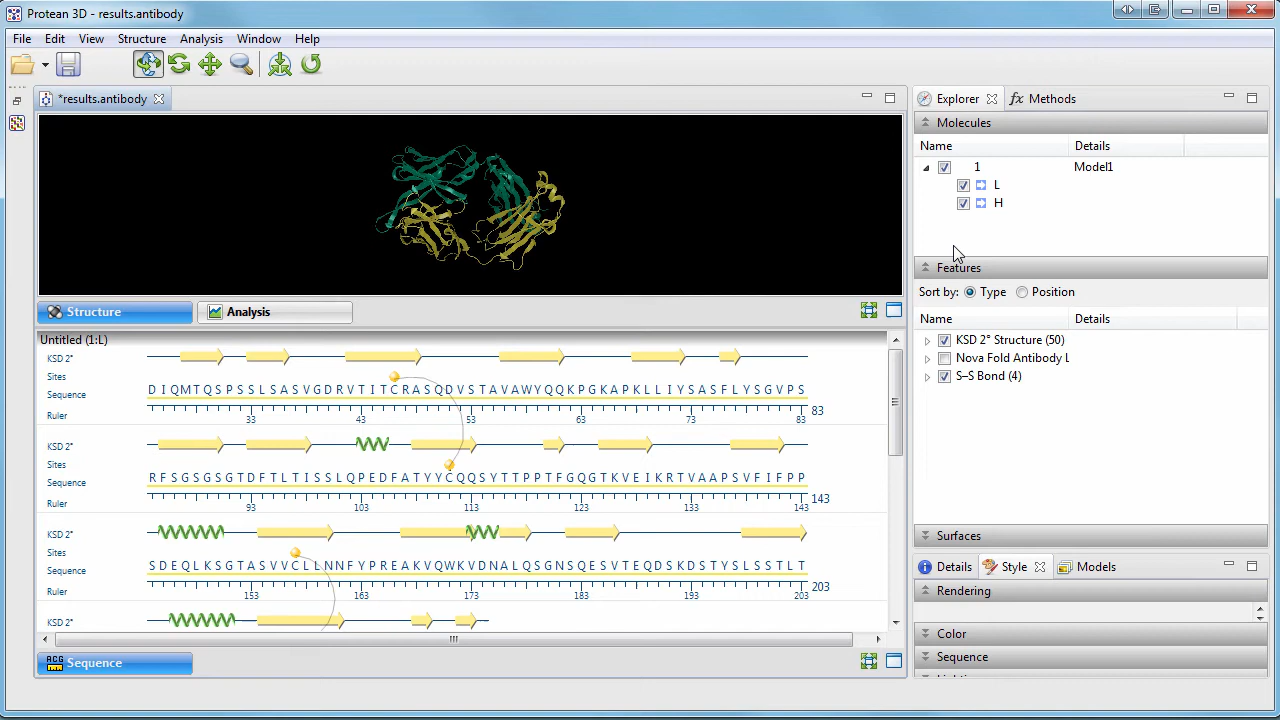 Protean 3D - results.antibody
File Edit View Structure Analysis Window Help
*results.antibody
Structure
Analysis
Untitled (1:L)
KSD 2°
Sites
Sequence D I Q M T Q S P S S L S A S V G D R V T I T C R A S Q D V S T A V A W Y Q Q K P G K A P K L L I Y S A S F L Y S G V P S
Ruler 33 43 53 63 73 83 83
KSD 2°
Sites
Sequence R F S G S G S G T D F T L T I S S L Q P E D F A T Y Y C Q Q S Y T T P P T F G Q G T K V E I K R T V A A P S V F I F P P
Ruler 93 103 113 123 133 143 143
KSD 2°
Sites
Sequence S D E Q L K S G T A S V V C L L N N F Y P R E A K V Q W K V D N A L Q S G N S Q E S V T E Q D S K D S T Y S L S S T L T
Ruler 153 163 173 183 193 203 203
KSD 2°
Sequence
Explorer fx Methods
Molecules
Name Details
1 Model1
L
H
Features
Sort by: Type Position
Name Details
KSD 2° Structure (50)
Nova Fold Antibody L
S–S Bond (4)
Surfaces
Details Style Models
Rendering
Color
Sequence